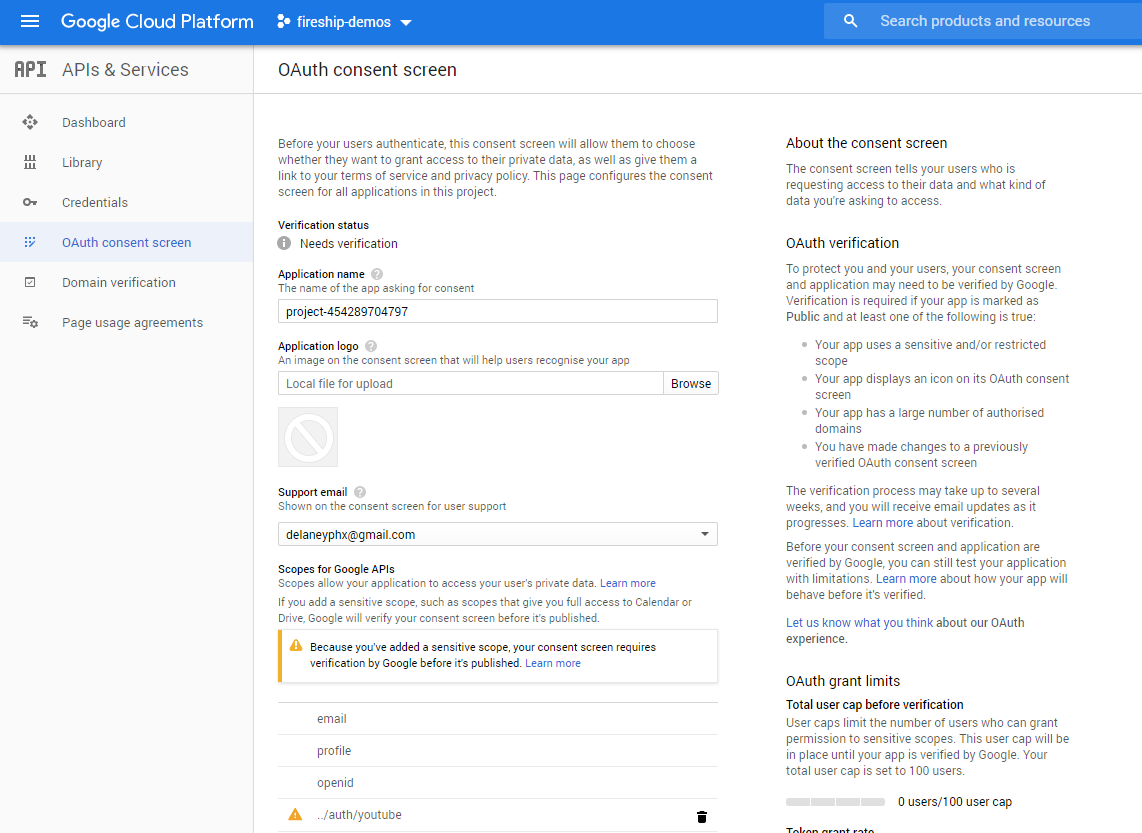 Google Cloud Platform
fireship-demos
Search products and resources
API APIs & Services
OAuth consent screen
Dashboard
Library
Credentials
OAuth consent screen
Domain verification
Page usage agreements
Before your users authenticate, this consent screen will allow them to choose
whether they want to grant access to their private data, as well as give them a
link to your terms of service and privacy policy. This page configures the consent
screen for all applications in this project.
Verification status
Needs verification
Application name
The name of the app asking for consent
project-454289704797
Application logo
An image on the consent screen that will help users recognise your app
Local file for upload
Browse
Support email
Shown on the consent screen for user support
delaneyphx@gmail.com
Scopes for Google APIs
Scopes allow your application to access your user's private data. Learn more
If you add a sensitive scope, such as scopes that give you full access to Calendar or
Drive, Google will verify your consent screen before it's published.
Because you've added a sensitive scope, your consent screen requires
verification by Google before it's published. Learn more
email
profile
openid
../auth/youtube
About the consent screen
The consent screen tells your users who is
requesting access to their data and what kind of
data you're asking to access.
OAuth verification
To protect you and your users, your consent screen
and application may need to be verified by Google.
Verification is required if your app is marked as
Public and at least one of the following is true:
Your app uses a sensitive and/or restricted
scope
Your app displays an icon on its OAuth consent
screen
Your app has a large number of authorised
domains
You have made changes to a previously
verified OAuth consent screen
The verification process may take up to several
weeks, and you will receive email updates as it
progresses. Learn more about verification.
Before your consent screen and application are
verified by Google, you can still test your application
with limitations. Learn more about how your app will
behave before it's verified.
Let us know what you think about our OAuth
experience.
OAuth grant limits
Total user cap before verification
User caps limit the number of users who can grant
permission to sensitive scopes. This user cap will be
in place until your app is verified by Google. Your
total user cap is set to 100 users.
0 users/100 user cap
Token grant rate